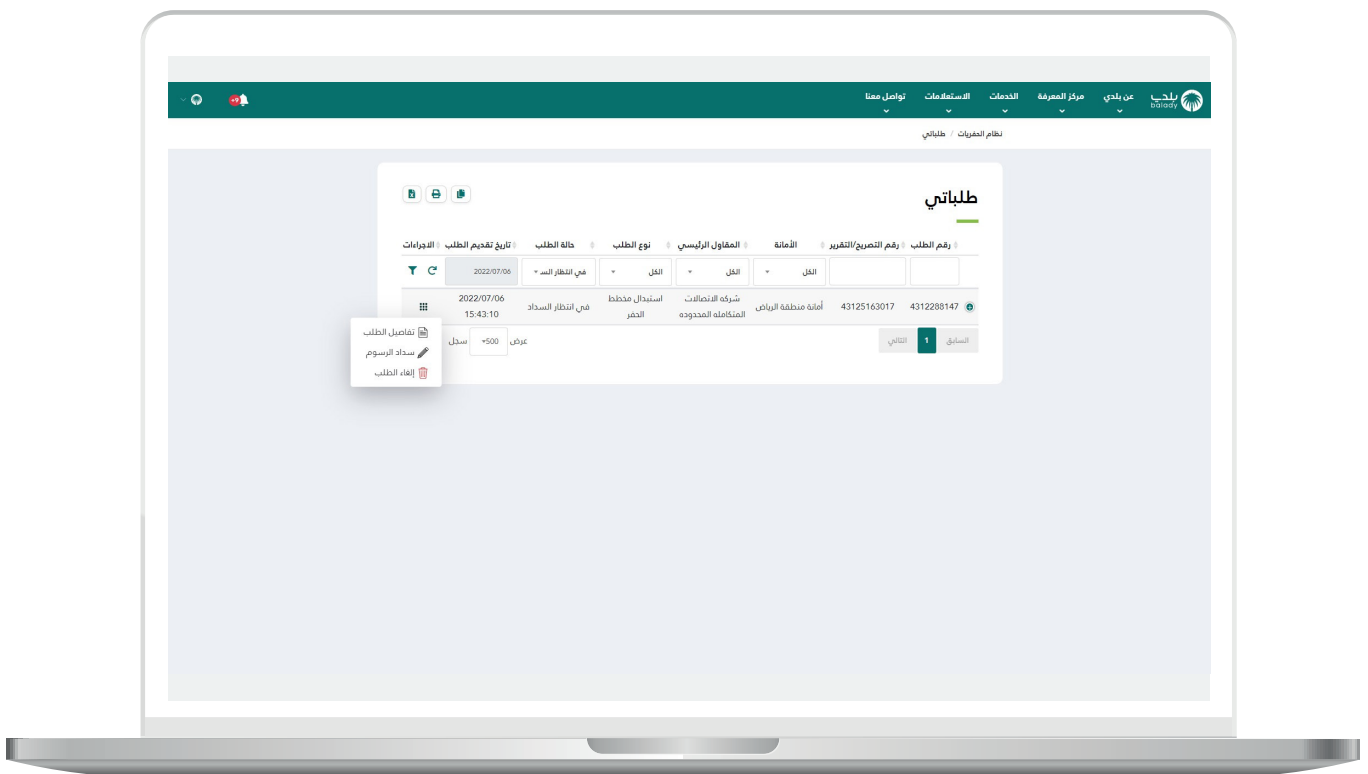 بلدي
balady
عن بلدي
مركز المعرفة
الخدمات
الاستعلامات
تواصل معنا
+9
نظام الحفريات / طلباتي
طلباتي
رقم الطلب
رقم التصريح/التقرير
الأمانة
المقاول الرئيسي
نوع الطلب
حالة الطلب
تاريخ تقديم الطلب
الاجراءات
الكل
الكل
الكل
في انتظار الس
2022/07/06
4312288147
43125163017
أمانة منطقة الرياض
شركه الاتصالات
المتكامله المحدوده
استبدال مخطط
الحفر
في انتظار السداد
2022/07/06
15:43:10
تفاصيل الطلب
سداد الرسوم
إلغاء الطلب
السابق
1
التالي
عرض
500+
سجل